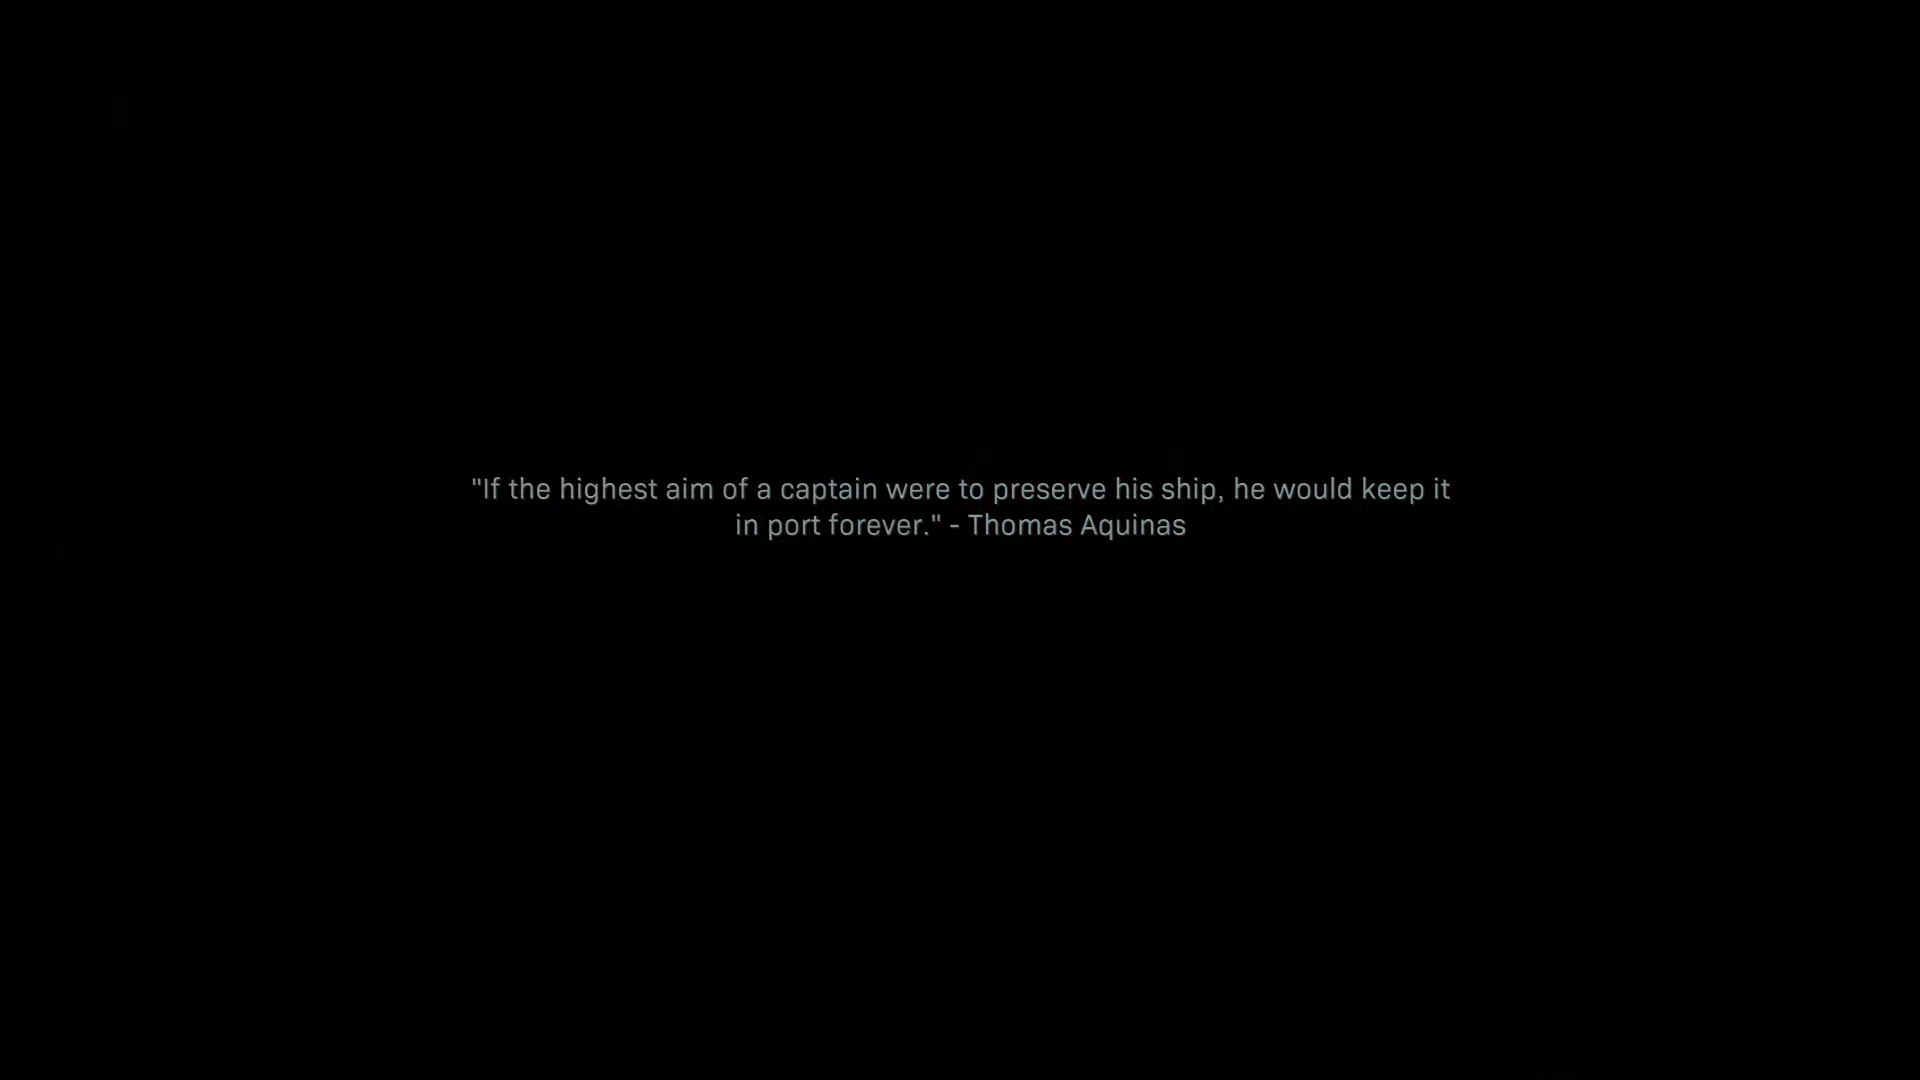 "If the highest aim of a captain were to preserve his ship, he would keep it
in port forever." - Thomas Aquinas